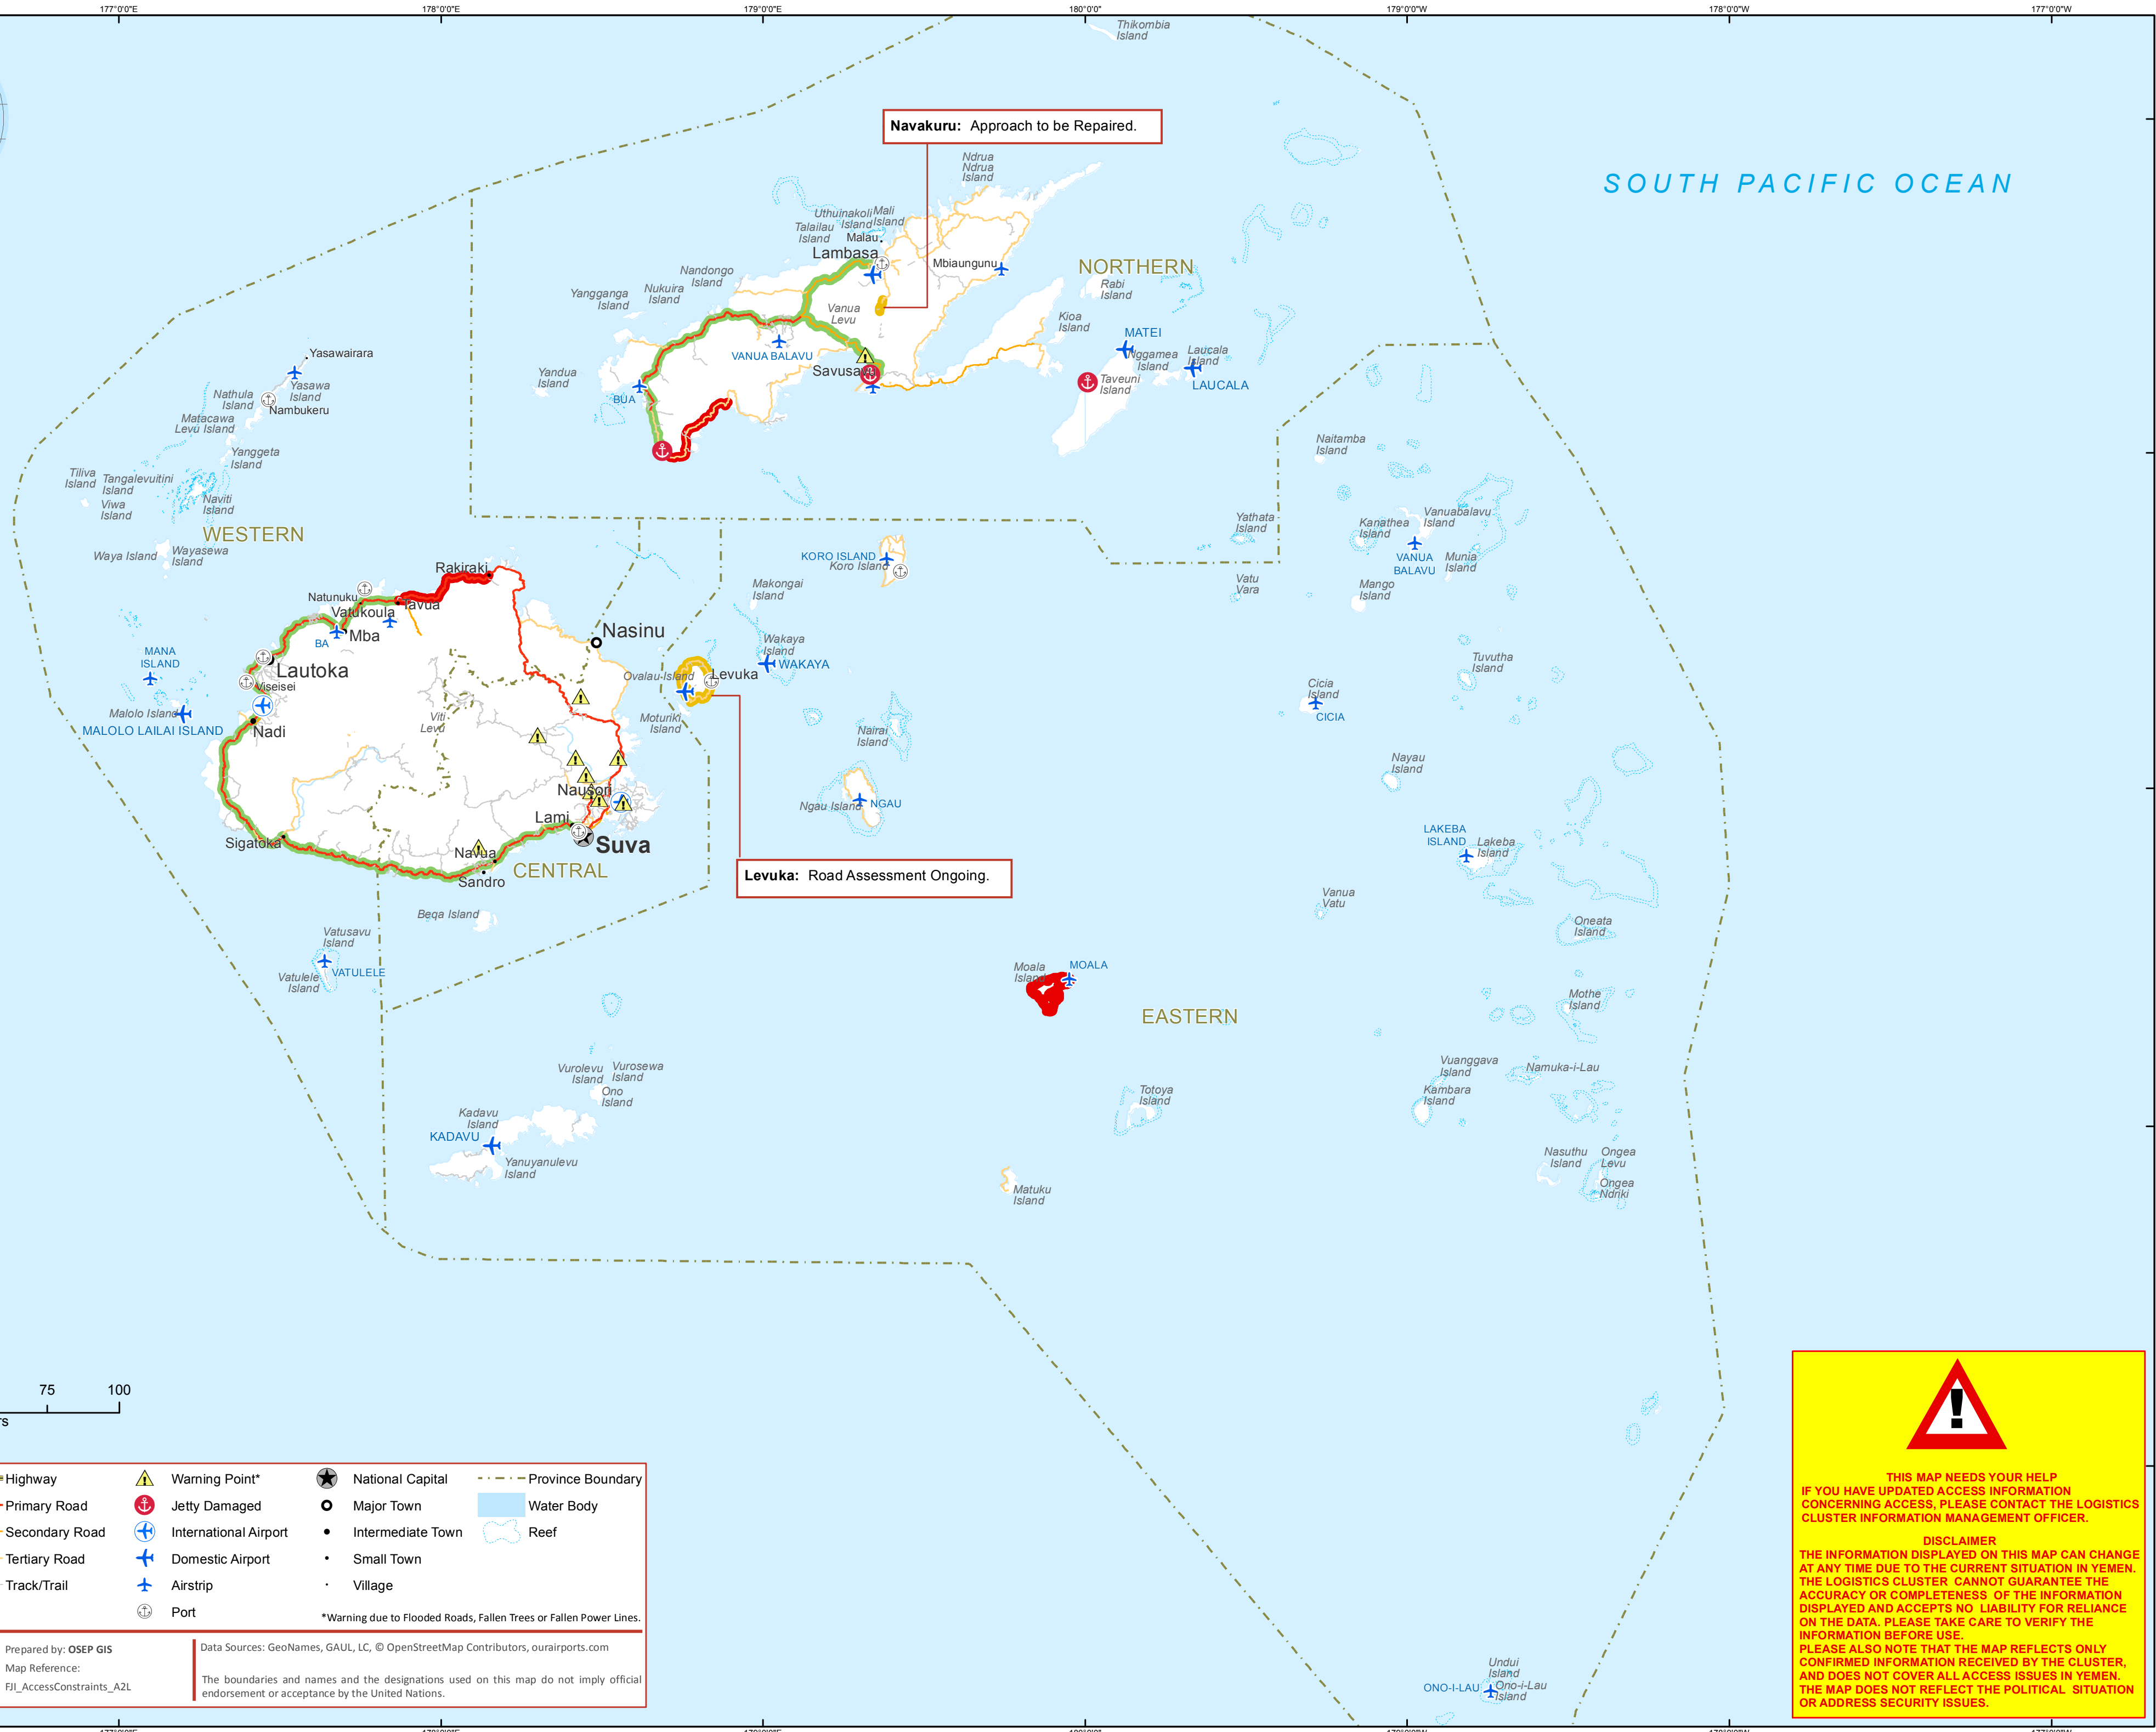 177°0'0"E
178°0'0"E
179°0'0"E
180°0'0"
179°0'0"W
178°0'0"W
177°0'0"W
Thikombia
Island
Navakuru: Approach to be Repaired.
SOUTH PACIFIC OCEAN
Ndrua
Ndrua
Island
Uthuinakoli
Island
Mali
Island
Talailau
Island
Malau
Lambasa
Mbiaungunu
NORTHERN
Nandongo
Island
Nukuira
Island
Yangganga
Island
Rabi
Island
Vanua
Levu
Kioa
Island
MATEI
VANUA BALAVU
Nggamea
Island
Laucala
Island
LAUCALA
Savusavu
Taveuni
Island
Yandua
Island
BUA
Yasawairara
Yasawa
Island
Nathula
Island
Nambukeru
Matacawa
Levu Island
Yanggeta
Island
Tiliva
Island
Tangalevuitini
Island
Naviti
Island
Viwa
Island
WESTERN
Waya Island
Wayasewa
Island
Naitamba
Island
Yathata
Island
Kanathea
Island
Vanuabalavu
Island
VANUA
BALAVU
Munia
Island
Mango
Island
Vatu
Vara
KORO ISLAND
Koro Island
Makongai
Island
Rakiraki
Natunuku
Tavua
Vatukoula
BA
Mba
Nasinu
Wakaya
Island
WAKAYA
MANA
ISLAND
Lautoka
Viseisei
Ovalau-Island
Levuka
Tuvutha
Island
Cicia
Island
CICIA
Malolo Island
MALOLO LAILAI ISLAND
Nadi
Viti
Levu
Moturiki
Island
Nairai
Island
Nayau
Island
Nausori
Ngau Island
NGAU
Lami
Suva
Sigatoka
Navua
CENTRAL
Sandro
LAKEBA
ISLAND
Lakeba
Island
Levuka: Road Assessment Ongoing.
Vanua
Vatu
Beqa Island
Oneata
Island
Vatusavu
Island
VATULELE
Vatulele
Island
Moala
Island
MOALA
EASTERN
Mothe
Island
Vurolevu
Island
Vurosewa
Island
Ono
Island
Vuanggava
Island
Namuka-i-Lau
Kambara
Island
Totoya
Island
Kadavu
Island
KADAVU
Yanuyanulevu
Island
Matuku
Island
Nasuthu
Island
Ongea
Levu
Ongea
Ndriki
Undui
Island
ONO-I-LAU
Ono-i-Lau
Island
75 100
rs
Highway
Primary Road
Secondary Road
Tertiary Road
Track/Trail
Warning Point*
Jetty Damaged
International Airport
Domestic Airport
Airstrip
Port
National Capital
Major Town
Intermediate Town
Small Town
Village
Province Boundary
Water Body
Reef
*Warning due to Flooded Roads, Fallen Trees or Fallen Power Lines.
Prepared by: OSEP GIS
Map Reference:
FJI_AccessConstraints_A2L
Data Sources: GeoNames, GAUL, LC, © OpenStreetMap Contributors, ourairports.com
The boundaries and names and the designations used on this map do not imply official
endorsement or acceptance by the United Nations.
THIS MAP NEEDS YOUR HELP
IF YOU HAVE UPDATED ACCESS INFORMATION
CONCERNING ACCESS, PLEASE CONTACT THE LOGISTICS
CLUSTER INFORMATION MANAGEMENT OFFICER.
DISCLAIMER
THE INFORMATION DISPLAYED ON THIS MAP CAN CHANGE
AT ANY TIME DUE TO THE CURRENT SITUATION IN YEMEN.
THE LOGISTICS CLUSTER CANNOT GUARANTEE THE
ACCURACY OR COMPLETENESS OF THE INFORMATION
DISPLAYED AND ACCEPTS NO LIABILITY FOR RELIANCE
ON THE DATA. PLEASE TAKE CARE TO VERIFY THE
INFORMATION BEFORE USE.
PLEASE ALSO NOTE THAT THE MAP REFLECTS ONLY
CONFIRMED INFORMATION RECEIVED BY THE CLUSTER,
AND DOES NOT COVER ALL ACCESS ISSUES IN YEMEN.
THE MAP DOES NOT REFLECT THE POLITICAL SITUATION
OR ADDRESS SECURITY ISSUES.